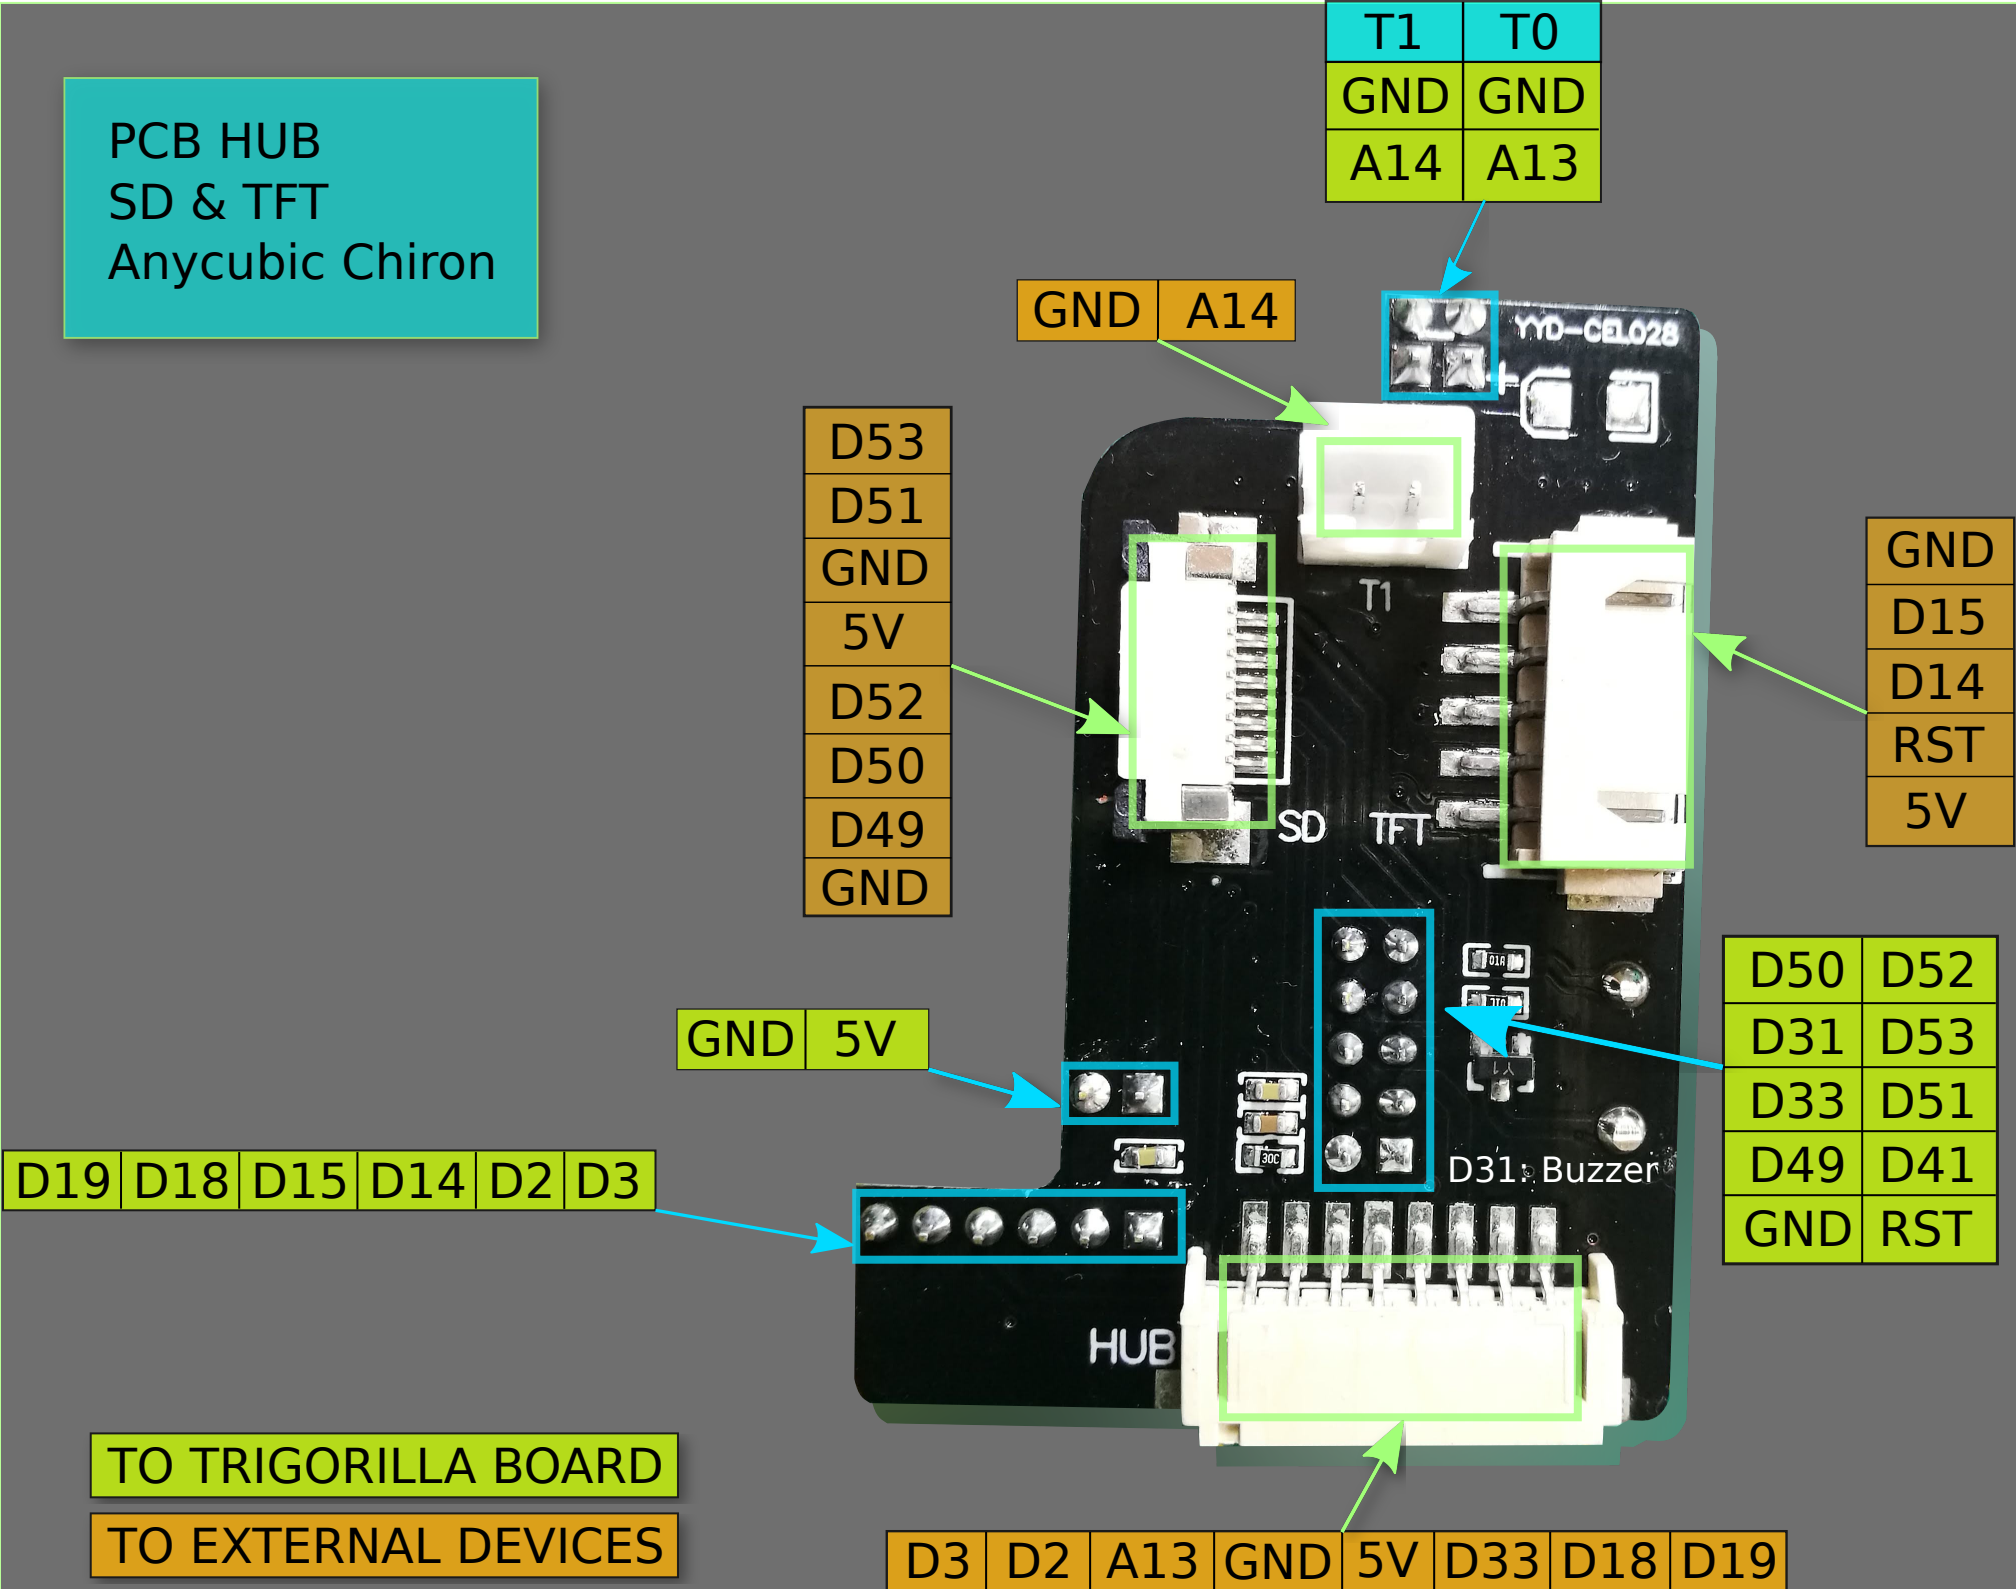 T1 T0
GND GND
A14 A13
PCB HUB
SD & TFT
Anycubic Chiron
GND A14
YYD-CEL028
D53
D51
GND
5V
D52
D50
D49
GND
T1
GND
D15
D14
RST
5V
SD TFT
D50 D52
D31 D53
D33 D51
D49 D41
GND RST
01A
GND 5V
30C
D31: Buzzer
D19 D18 D15 D14 D2 D3
HUB
TO TRIGORILLA BOARD
TO EXTERNAL DEVICES
D3 D2 A13 GND 5V D33 D18 D19